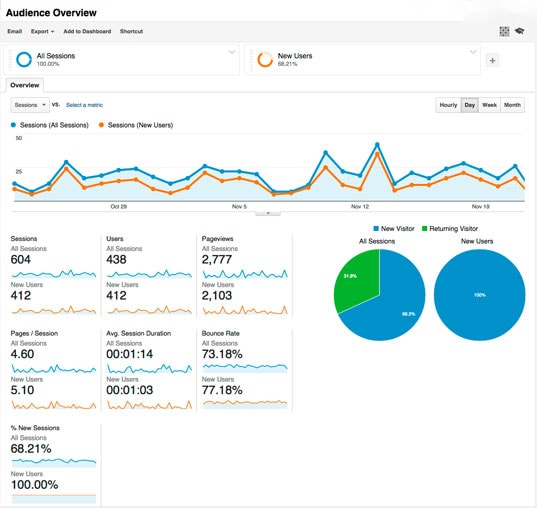 Audience Overview
Email Export Add to Dashboard Shortcut
All Sessions
100.00%
New Users
68.21%
+
Overview
Sessions VS. Select a metric
Hourly Day Week Month
Sessions (All Sessions) Sessions (New Users)
50
25
Oct 29 Nov 5 Nov 12 Nov 19
Sessions
All Sessions
604
New Users
412
Users
All Sessions
438
New Users
412
Pageviews
All Sessions
2,777
New Users
2,103
Pages / Session
All Sessions
4.60
New Users
5.10
Avg. Session Duration
All Sessions
00:01:14
New Users
00:01:03
Bounce Rate
All Sessions
73.18%
New Users
77.18%
% New Sessions
All Sessions
68.21%
New Users
100.00%
New Visitor Returning Visitor
All Sessions
31.8%
68.2%
New Users
100%